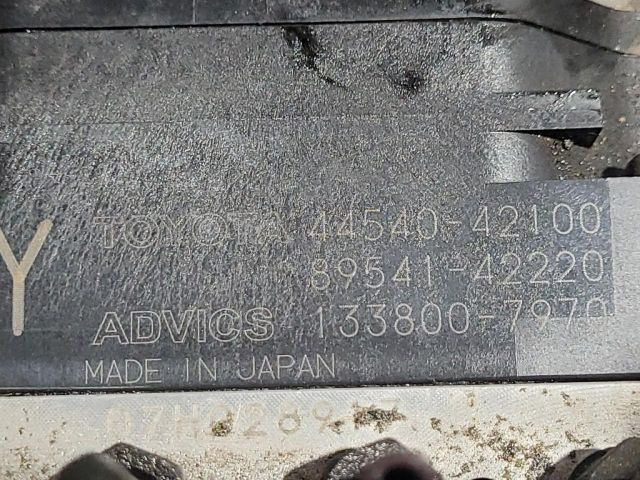 Y
TOYOTA 44540-42100
89541-42220
ADVICS 133800-7970
MADE IN JAPAN